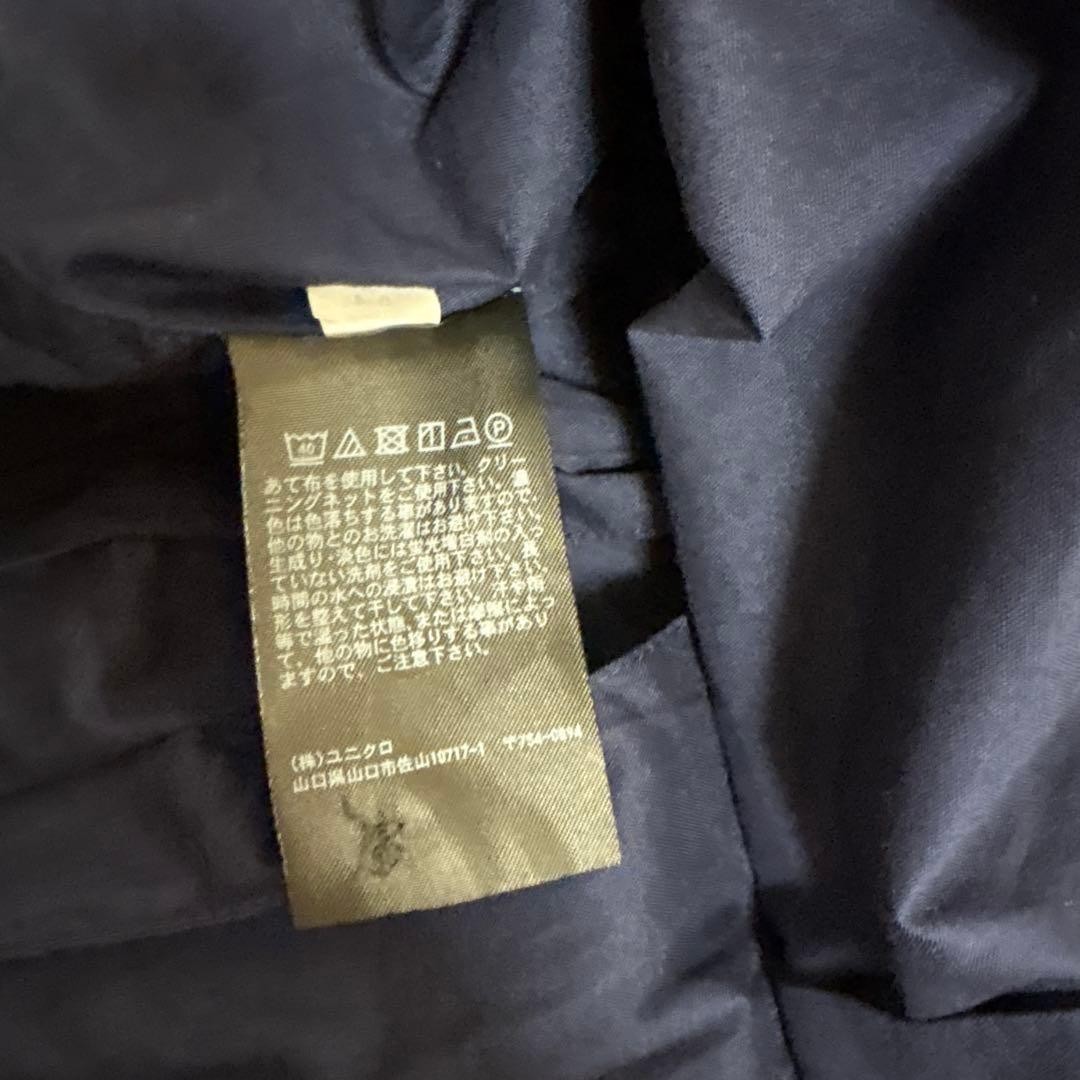 40 P
あて布を使用して下さい。クリー
ニングネットをご使用下さい。濃
色は色落ちする事がありますので、
他の物とのお洗濯はお避け下さい。
生成り・淡色には蛍光増白剤の入っ
ていない洗剤をご使用下さい。長
時間の水への浸漬はお避け下さい。
形を整えて干して下さい。汗や雨
等で湿った状態、または摩擦によっ
て、他の物に色移りする事があり
ますので、ご注意下さい。
(株)ユニクロ
山口県山口市佐山10717-1 〒754-0894